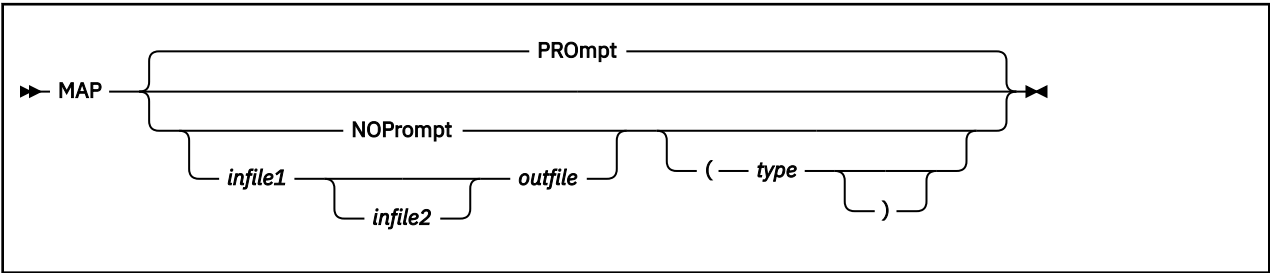 PROmpt
MAP
NOPrompt
infile1 outfile ( type
infile2 )